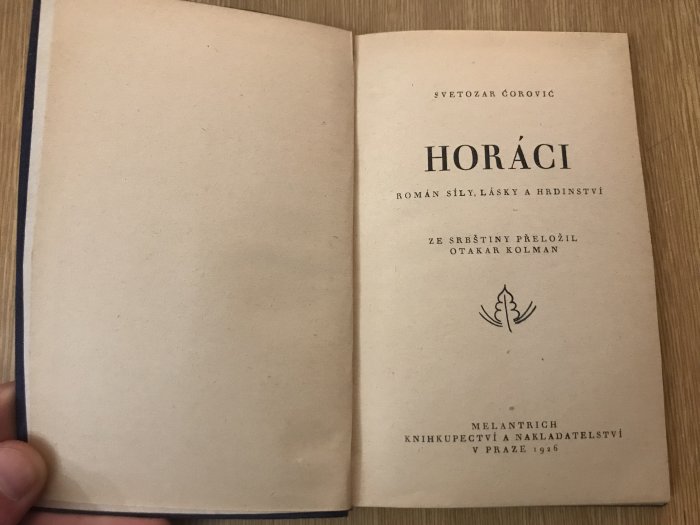 SVETOZAR ĆOROVIĆ
HORÁCI
ROMÁN SÍLY, LÁSKY A HRDINSTVÍ
ZE SRBŠTINY PŘELOŽIL
OTAKAR KOLMAN
MELANTRICH
KNIHKUPECTVÍ A NAKLADATELSTVÍ
V PRAZE 1926